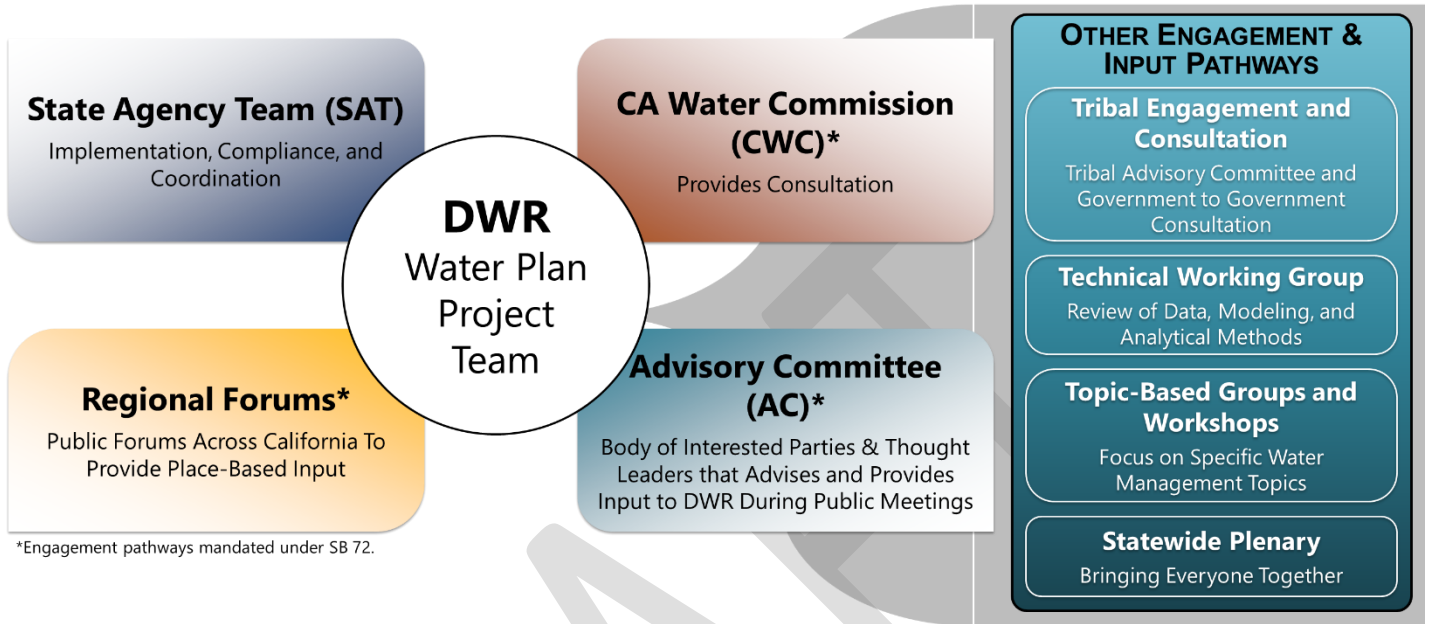 State Agency Team (SAT)
Implementation, Compliance, and
Coordination
CA Water Commission
(CWC)*
Provides Consultation
DWR
Water Plan
Project
Team
Regional Forums*
Public Forums Across California To
Provide Place-Based Input
Advisory Committee
(AC)*
Body of Interested Parties & Thought
Leaders that Advises and Provides
Input to DWR During Public Meetings
*Engagement pathways mandated under SB 72.
OTHER ENGAGEMENT &
INPUT PATHWAYS
Tribal Engagement and
Consultation
Tribal Advisory Committee and
Government to Government
Consultation
Technical Working Group
Review of Data, Modeling, and
Analytical Methods
Topic-Based Groups and
Workshops
Focus on Specific Water
Management Topics
Statewide Plenary
Bringing Everyone Together